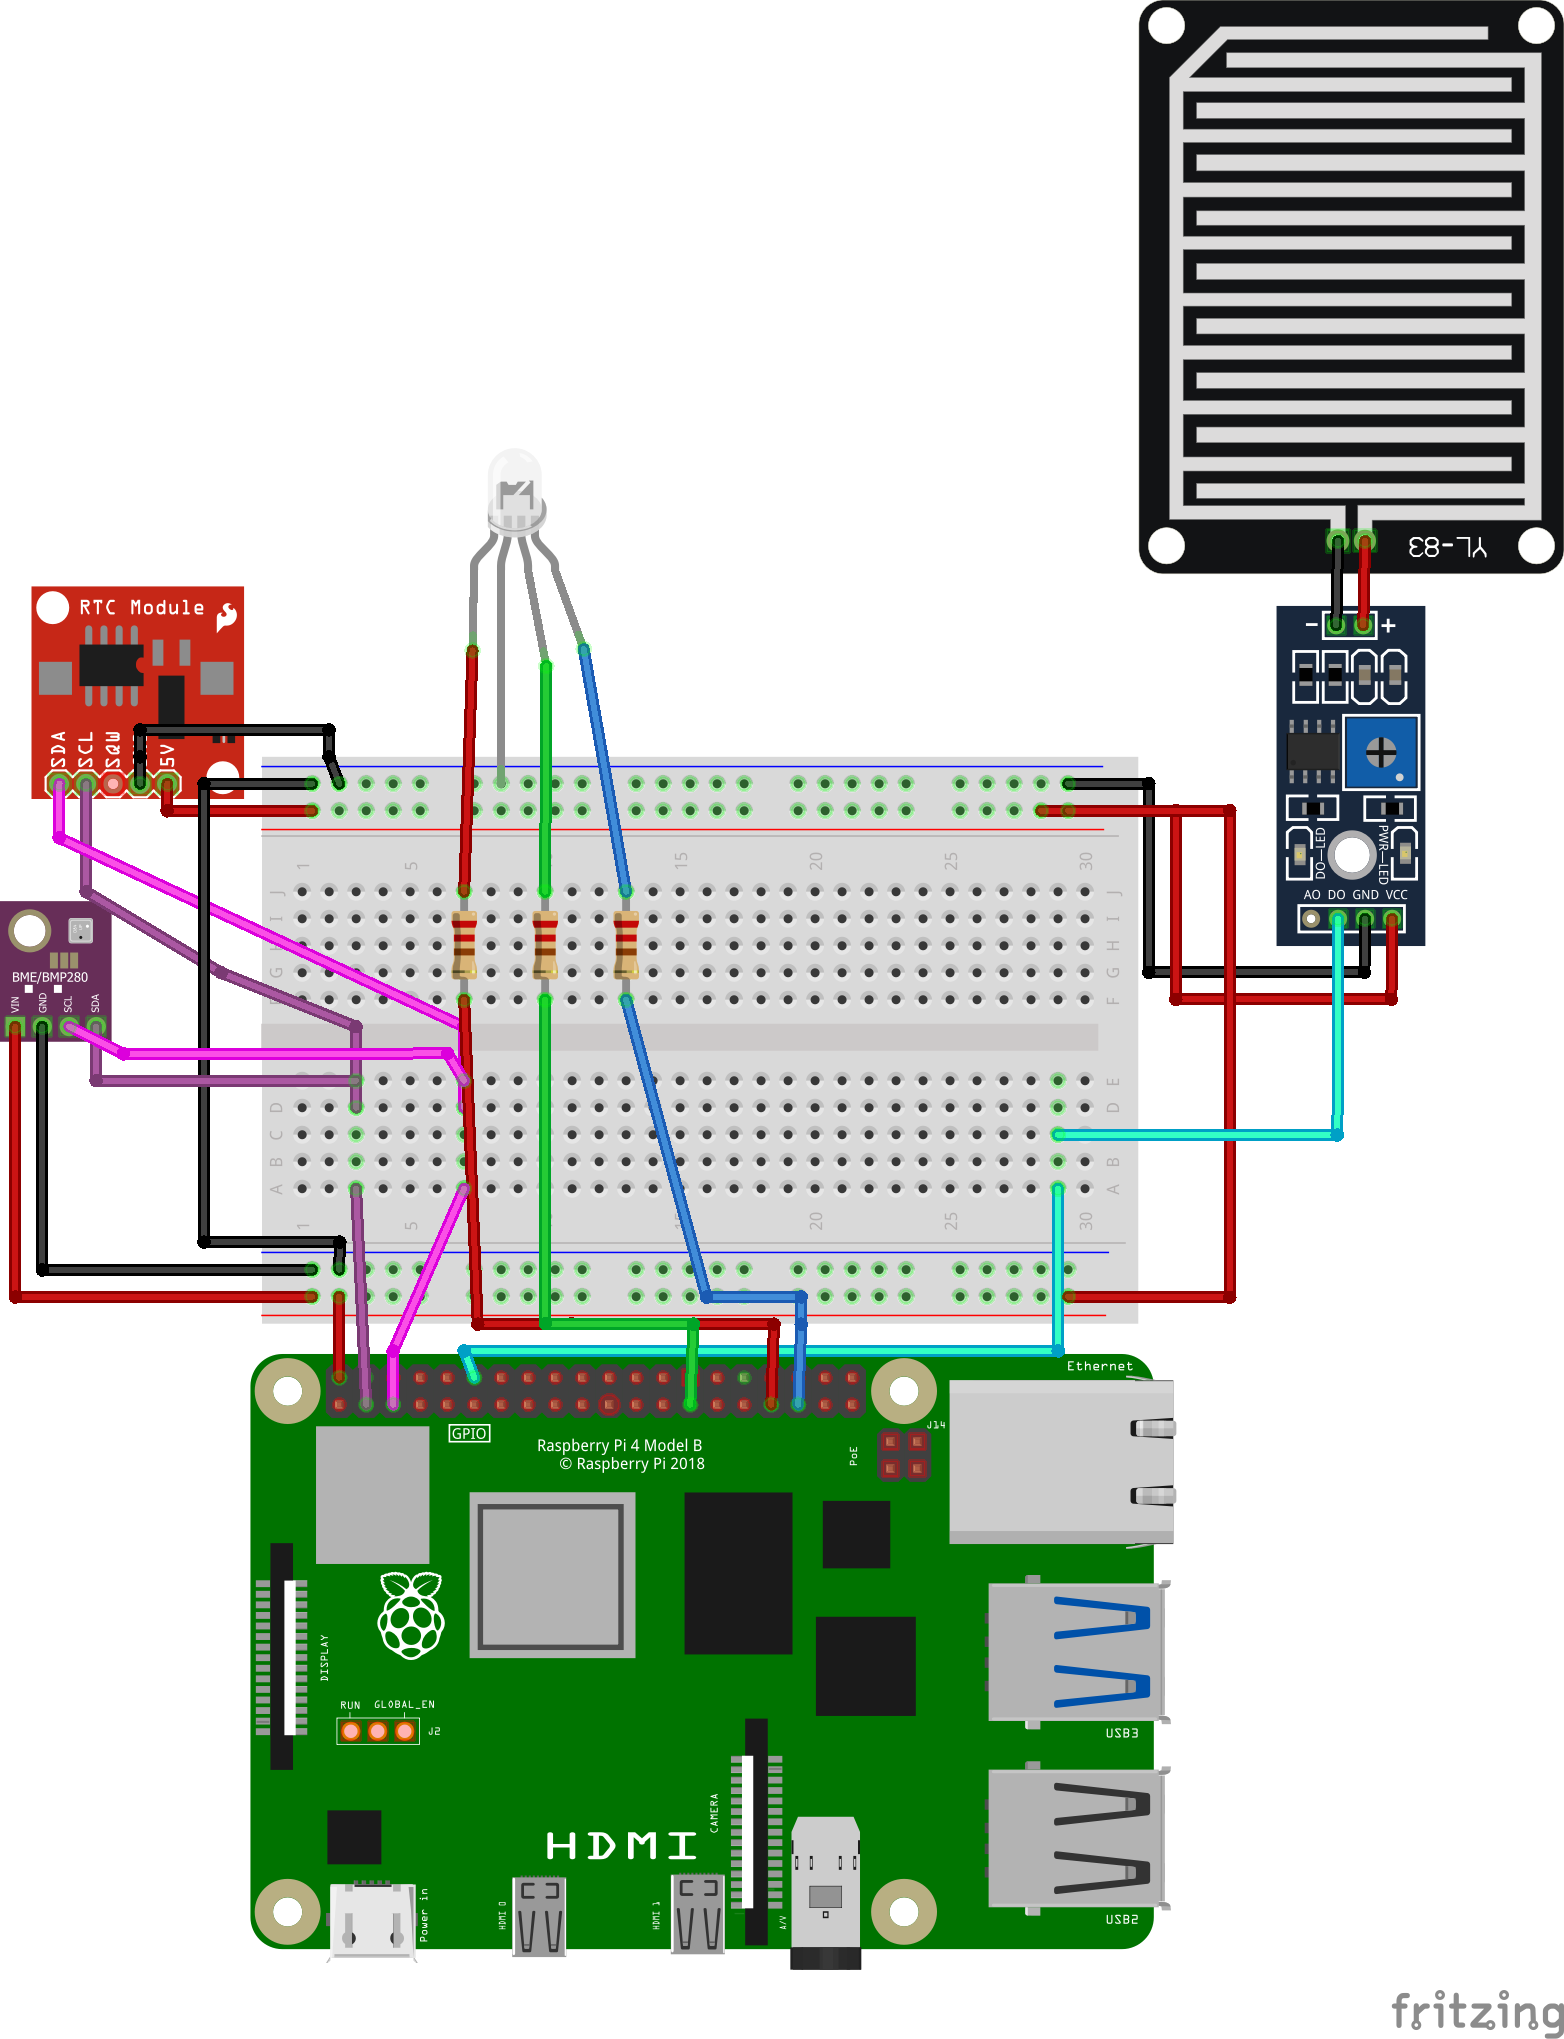 YL-83
RTC Module
SDA
SCL
SQW
5V
- +
DO-LED
PWR-LED
AO DO GND VCC
BME/BMP280
VIN
GND
SCL
SDA
1 5 15 20 25 30
J J
I I
H H
G G
F
E
D D
C C
B B
A A
1 5 15 20 25 30
Ethernet
GPIO
Raspberry Pi 4 Model B
© Raspberry Pi 2018
J14
PoE
DISPLAY
RUN GLOBAL_EN
J2
USB3
CAMERA
HDMI
Power in
HDMI 0
HDMI 1
A/V
USB2
fritzing